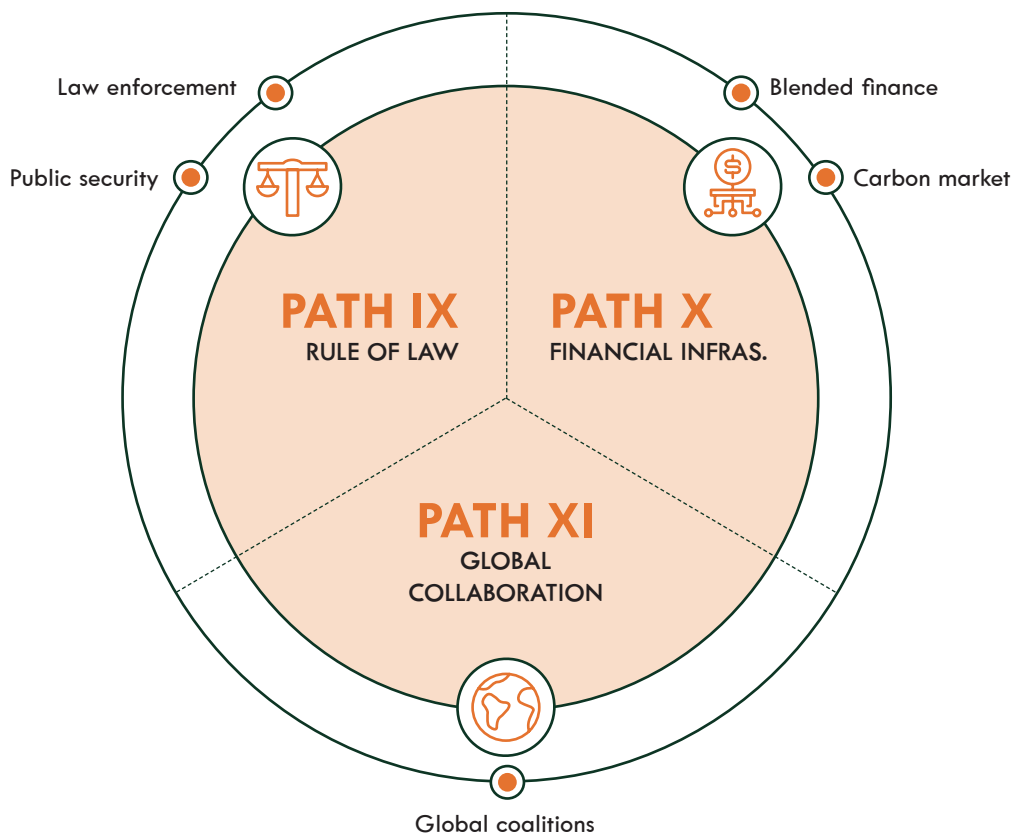 Law enforcement
Public security
Blended finance
Carbon market
PATH IX
RULE OF LAW
PATH X
FINANCIAL INFRAS.
PATH XI
GLOBAL
COLLABORATION
Global coalitions
$